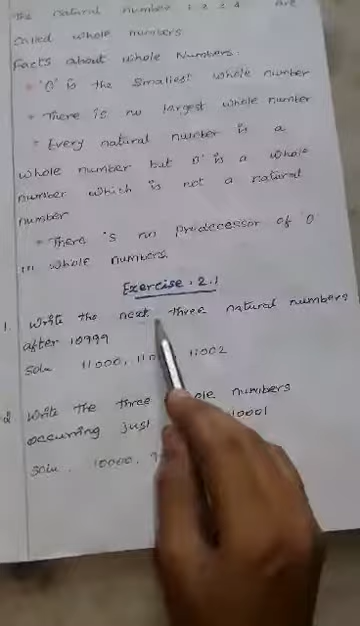 The natural number 1 2 3 4 are
called whole numbers
Facts about whole Numbers:
• '0' is the smallest whole number
• There is no largest whole number
• Every natural number is a
whole number but '0' is a whole
number which is not a natural
number
• There is no predecessor of '0'
in whole numbers.
Exercise. 2.1
1. Write the next three natural numbers
after 10999
Soln 11000, 11002
2. Write the three numbers
occuring just 10001
Soln. 10000,